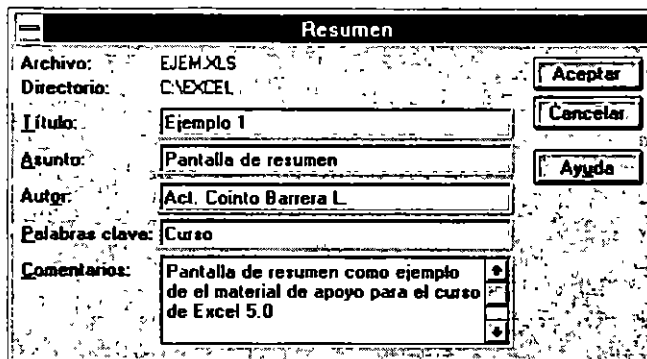 Resumen
Archivo: EJEM.XLS
Directorio: C:\EXCEL
Título: Ejemplo 1
Asunto: Pantalla de resumen
Autor: Act. Cointo Barrera L.
Palabras clave: Curso
Comentarios: Pantalla de resumen como ejemplo
de el material de apoyo para el curso
de Excel 5.0
Aceptar
Cancelar
Ayuda